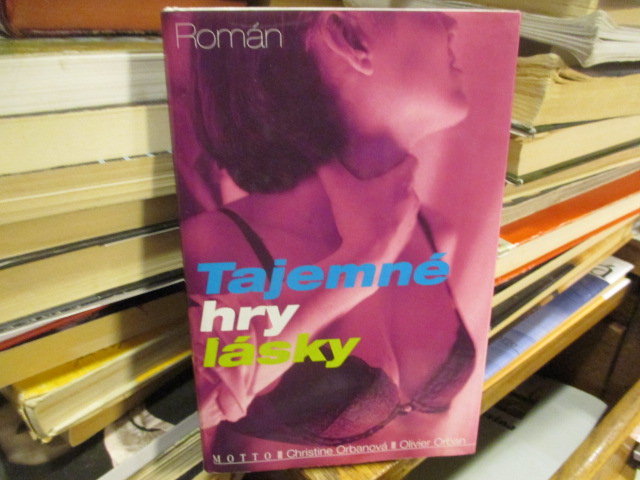 Román
Tajemné
hry
lásky
MOTTO Christine Orbanová Olivier Orban